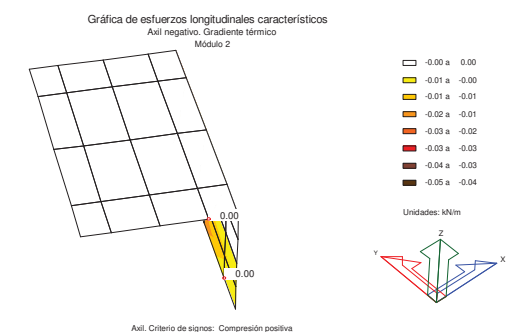 Gráfica de esfuerzos longitudinales característicos
Axil negativo. Gradiente térmico
Módulo 2
-0.00 a 0.00
-0.01 a -0.00
-0.01 a -0.01
-0.02 a -0.01
-0.03 a -0.02
-0.03 a -0.03
-0.04 a -0.03
-0.05 a -0.04
0.00
0.00
Unidades: kN/m
Z
Y
X
Axil. Criterio de signos: Compresión positiva